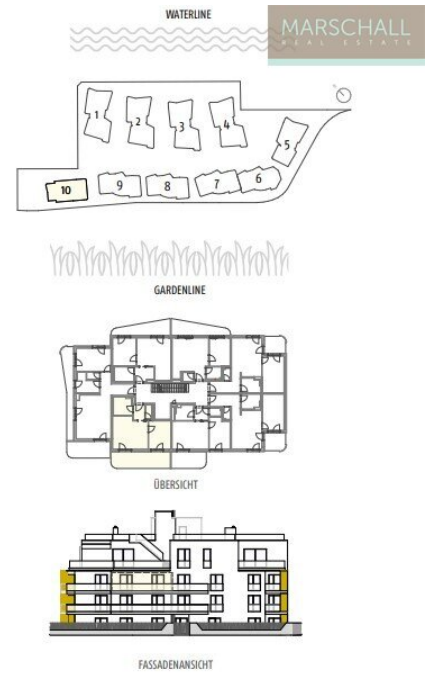 WATERLINE
MARSCHALL
REAL ESTATE
1
2
3
4
5
10
9
8
7
6
GARDENLINE
ÜBERSICHT
FASSADENANSICHT